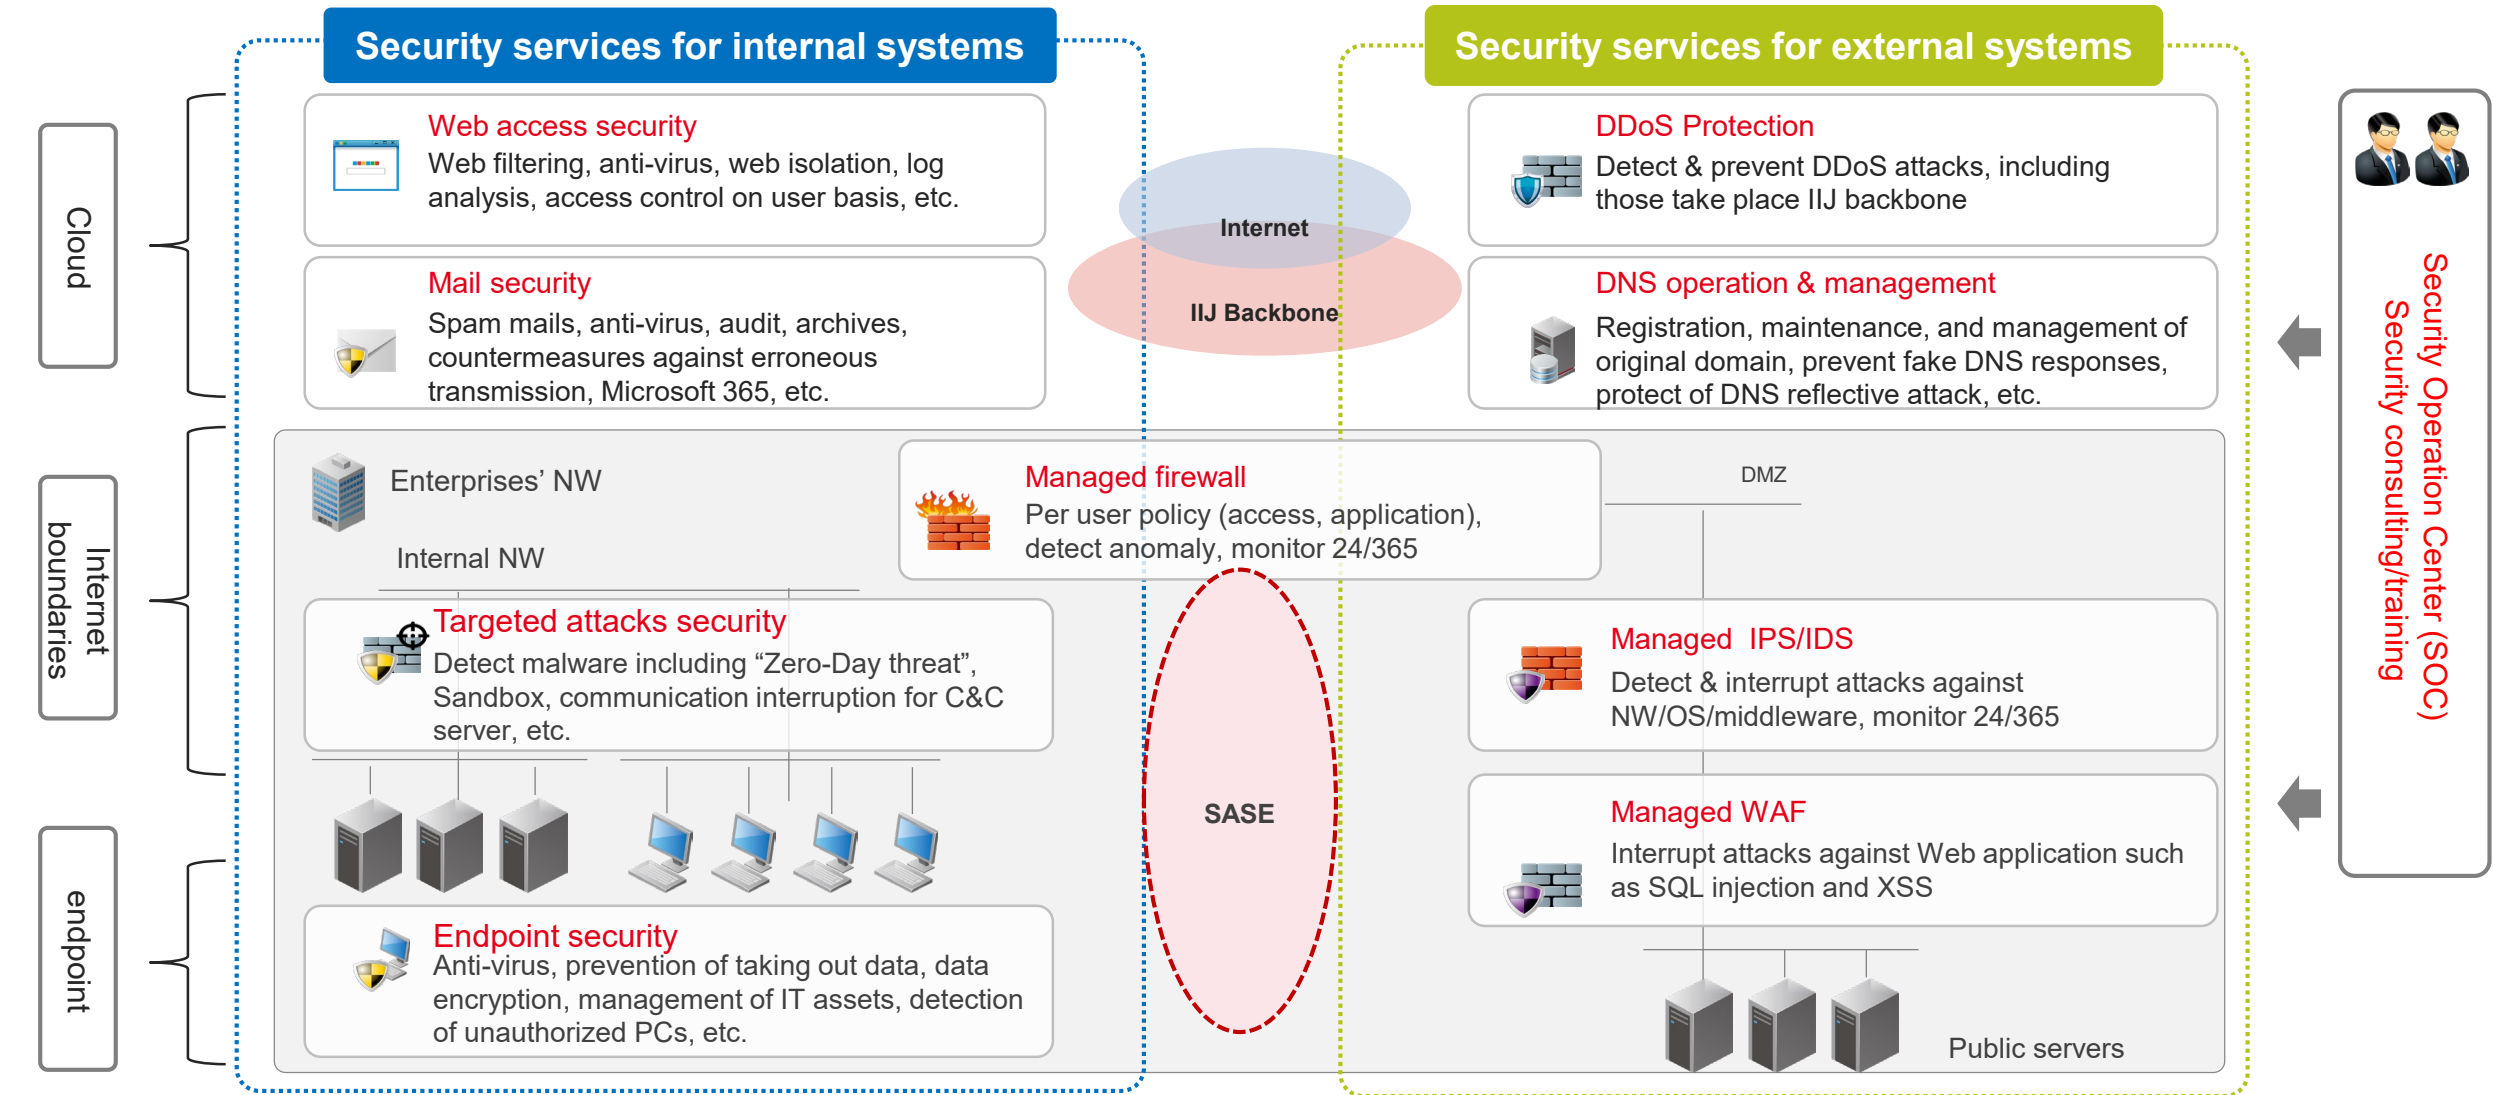 Security services for internal systems
Security services for external systems
Cloud
Internet
boundaries
endpoint
Web access security
Web filtering, anti-virus, web isolation, log
analysis, access control on user basis, etc.
Mail security
Spam mails, anti-virus, audit, archives,
countermeasures against erroneous
transmission, Microsoft 365, etc.
Internet
IIJ Backbone
DDoS Protection
Detect & prevent DDoS attacks, including
those take place IIJ backbone
DNS operation & management
Registration, maintenance, and management of
original domain, prevent fake DNS responses,
protect of DNS reflective attack, etc.
Enterprises’ NW
Internal NW
Managed firewall
Per user policy (access, application),
detect anomaly, monitor 24/365
DMZ
Targeted attacks security
Detect malware including “Zero-Day threat”,
Sandbox, communication interruption for C&C
server, etc.
SASE
Managed  IPS/IDS
Detect & interrupt attacks against
NW/OS/middleware, monitor 24/365
Managed WAF
Interrupt attacks against Web application such
as SQL injection and XSS
Endpoint security
Anti-virus, prevention of taking out data, data
encryption, management of IT assets, detection
of unauthorized PCs, etc.
Public servers
Security Operation Center (SOC)
Security consulting/training